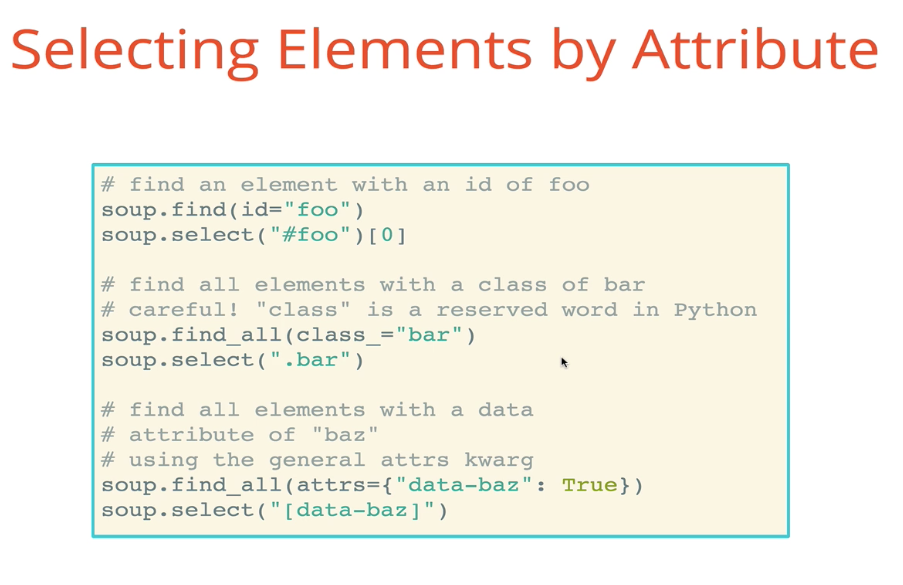 Selecting Elements by Attribute
# find an element with an id of foo
soup.find(id="foo")
soup.select("#foo")[0]
# find all elements with a class of bar
# careful! "class" is a reserved word in Python
soup.find_all(class_="bar")
soup.select(".bar")
# find all elements with a data
# attribute of "baz"
# using the general attrs kwarg
soup.find_all(attrs={"data-baz": True})
soup.select("[data-baz]")